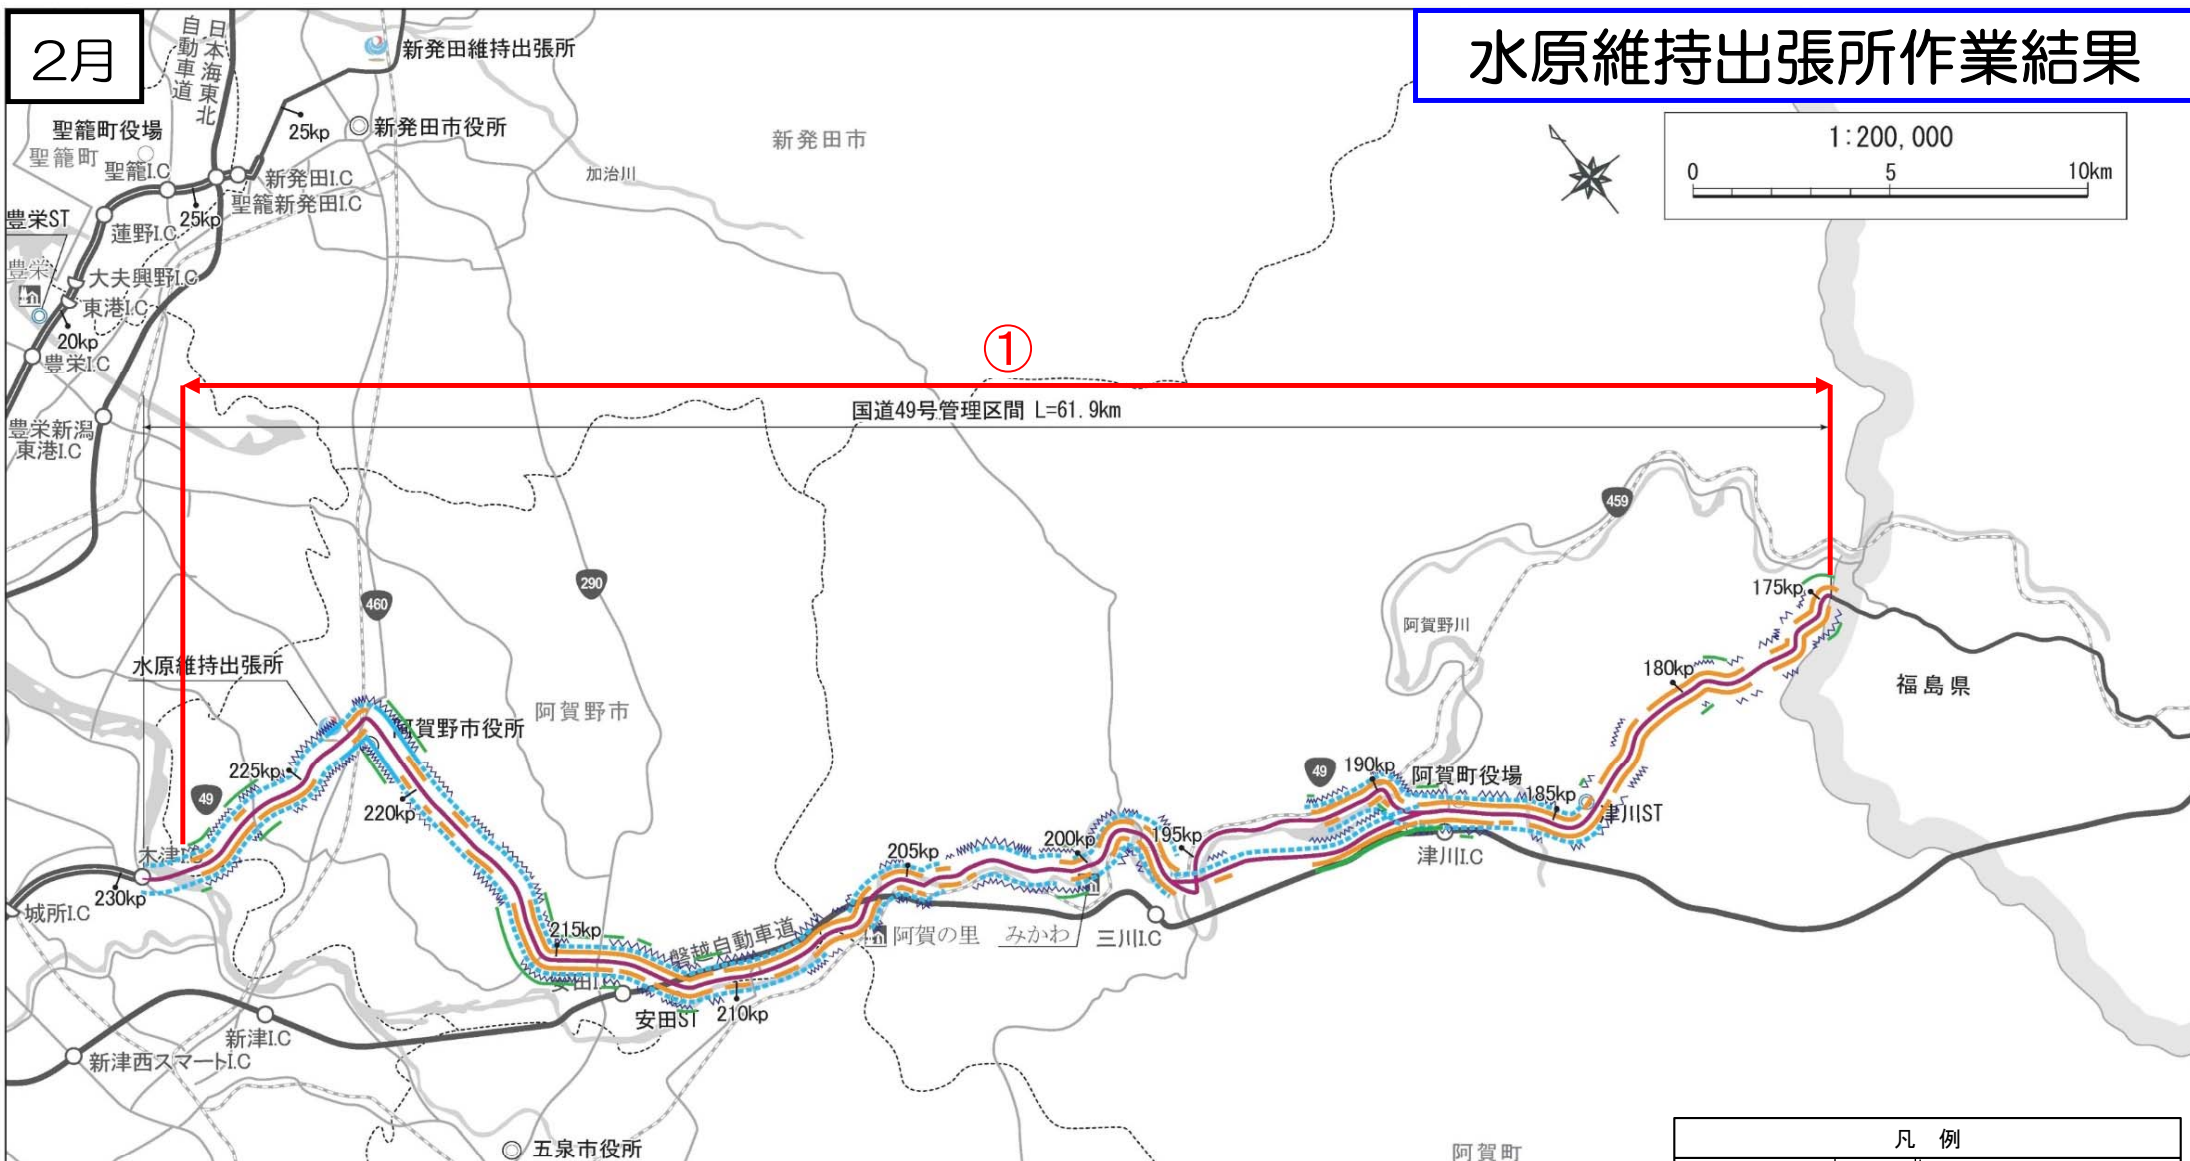 2月
水原維持出張所作業結果
日本海東北
自動車道
新発田維持出張所
1:200,000
0 5 10km
聖籠町役場
聖籠町
25kp
新発田市役所
新発田市
加治川
聖籠I.C
新発田I.C
聖籠新発田I.C
25kp
豊栄ST
蓮野I.C
豊栄
大夫興野I.C
東港I.C
20kp
豊栄I.C
①
国道49号管理区間 L=61.9km
豊栄新潟
東港I.C
459
290
460
175kp
阿賀野川
水原維持出張所
180kp
福島県
阿賀野市
阿賀野市役所
225kp
49
220kp
49
190kp
阿賀町役場
185kp
津川ST
木津I.C
230kp
城所I.C
205kp
200kp
195kp
津川I.C
215kp
磐越自動車道
阿賀の里
みかわ
三川I.C
安田I.C
安田ST
210kp
新津I.C
新津西スマートI.C
五泉市役所
阿賀町
凡 例